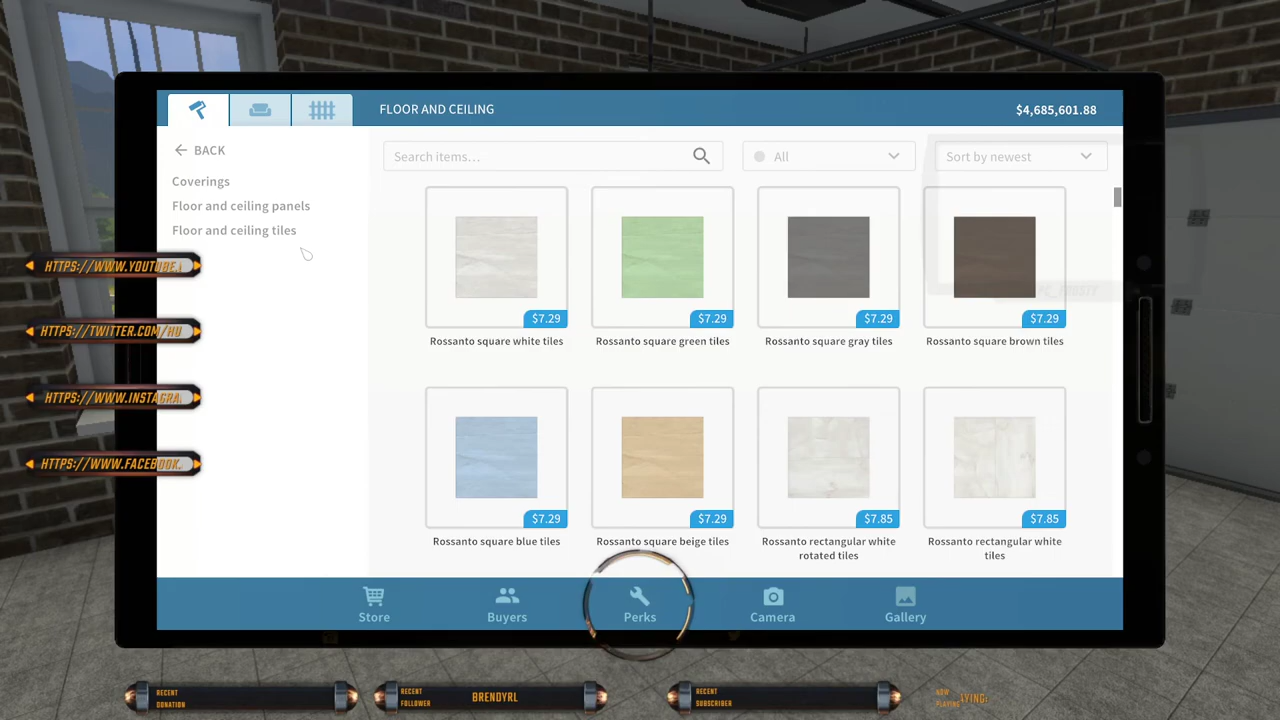 FLOOR AND CEILING
$4,685,601.88
BACK
Search items...
All
Sort by newest
Coverings
Floor and ceiling panels
Floor and ceiling tiles
$7.29
$7.29
$7.29
$7.29
Rossanto square white tiles
Rossanto square green tiles
Rossanto square gray tiles
Rossanto square brown tiles
HTTPS://WWW.YOUTUBE.
HTTPS://TWITTER.COM/HU
HTTPS://WWW.INSTAGRA
HTTPS://WWW.FACEBOOK.
$7.29
$7.29
$7.85
$7.85
Rossanto square blue tiles
Rossanto square beige tiles
Rossanto rectangular white
rotated tiles
Rossanto rectangular white
tiles
Store
Buyers
Perks
Camera
Gallery
RECENT
DONATION
RECENT
FOLLOWER
BRENDYRL
RECENT
SUBSCRIBER
NOW
PLAYING
AYING: